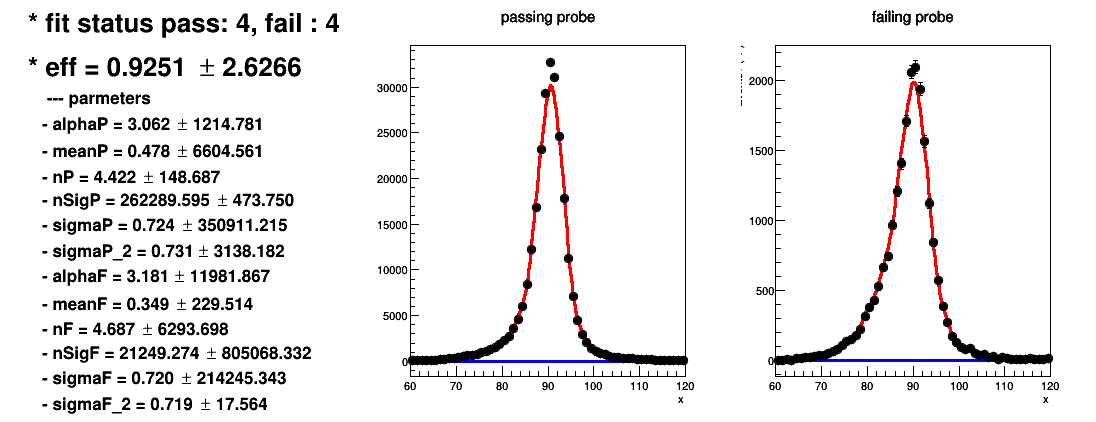 * fit status pass: 4, fail : 4
* eff = 0.9251 ± 2.6266
--- parmeters
- alphaP = 3.062 ± 1214.781
- meanP = 0.478 ± 6604.561
- nP = 4.422 ± 148.687
- nSigP = 262289.595 ± 473.750
- sigmaP = 0.724 ± 350911.215
- sigmaP_2 = 0.731 ± 3138.182
- alphaF = 3.181 ± 11981.867
- meanF = 0.349 ± 229.514
- nF = 4.687 ± 6293.698
- nSigF = 21249.274 ± 805068.332
- sigmaF = 0.720 ± 214245.343
- sigmaF_2 = 0.719 ± 17.564
passing probe
30000
25000
20000
15000
10000
5000
0
60 70 80 90 100 110 120
x
failing probe
2000
1500
1000
500
0
60 70 80 90 100 110 120
x